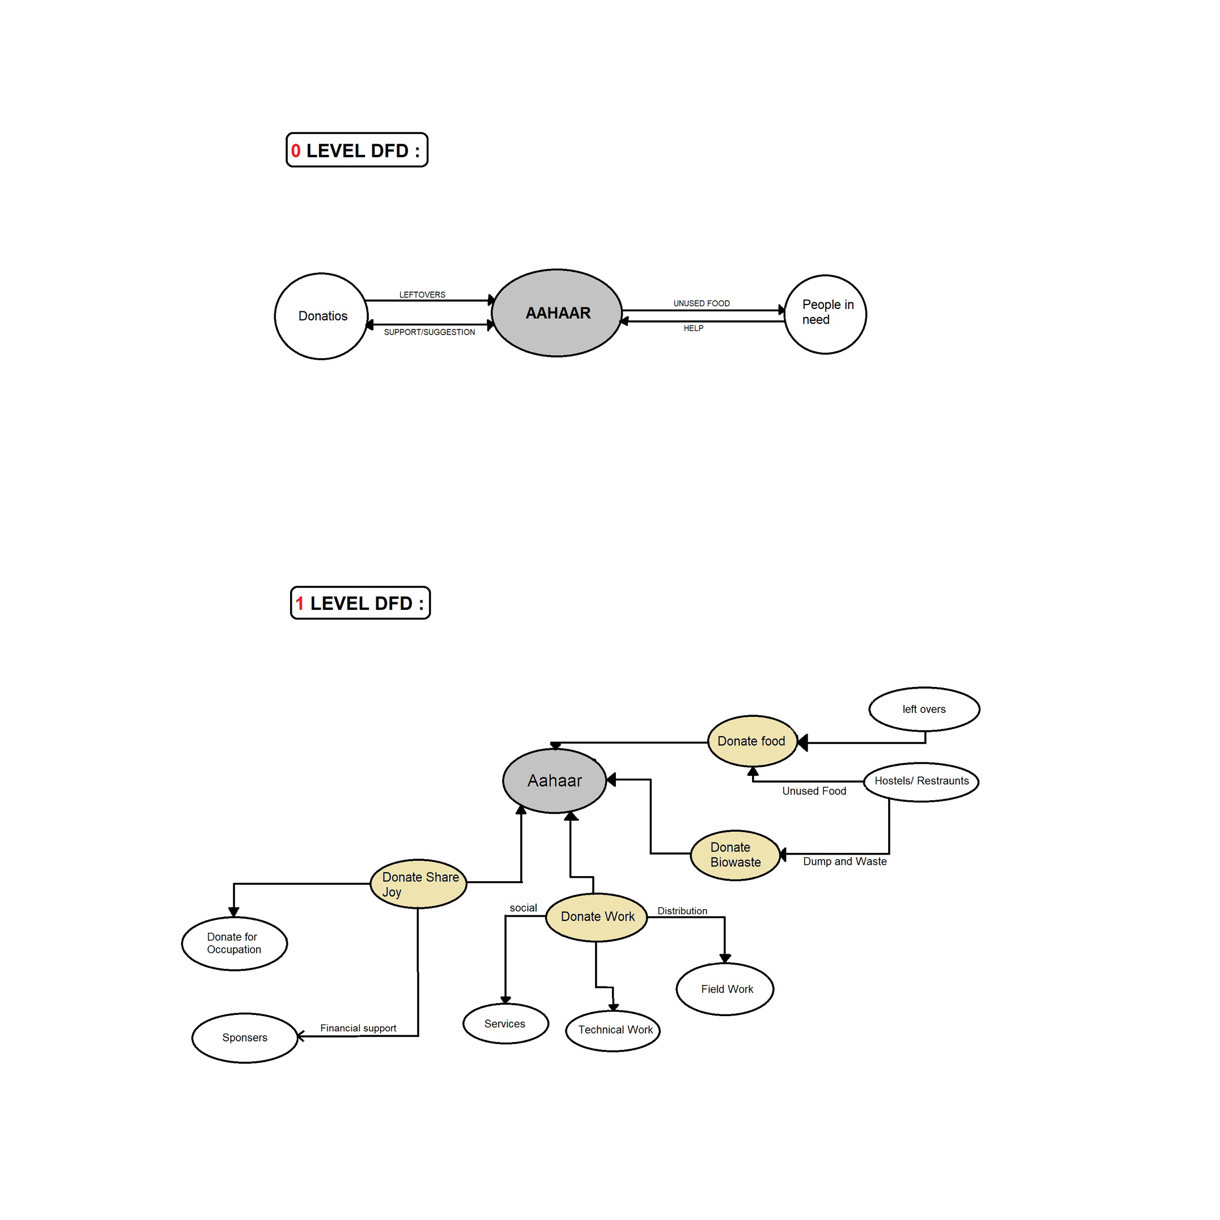 0 LEVEL DFD :
Donatios
LEFTOVERS
SUPPORT/SUGGESTION
AAHAAR
UNUSED FOOD
HELP
People in
need
1 LEVEL DFD :
left overs
Donate food
Hostels/ Restraunts
Unused Food
Aahaar
Donate
Biowaste
Dump and Waste
Donate Share
Joy
social
Donate Work
Distribution
Donate for
Occupation
Field Work
Services
Technical Work
Financial support
Sponsers